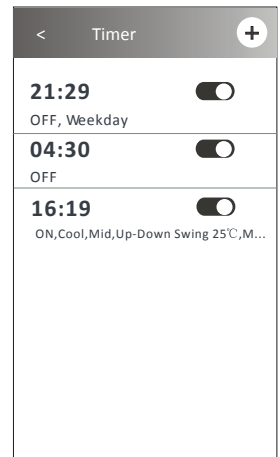 < Timer +
21:29
OFF, Weekday
04:30
OFF
16:19
ON,Cool,Mid,Up-Down Swing 25℃,M...